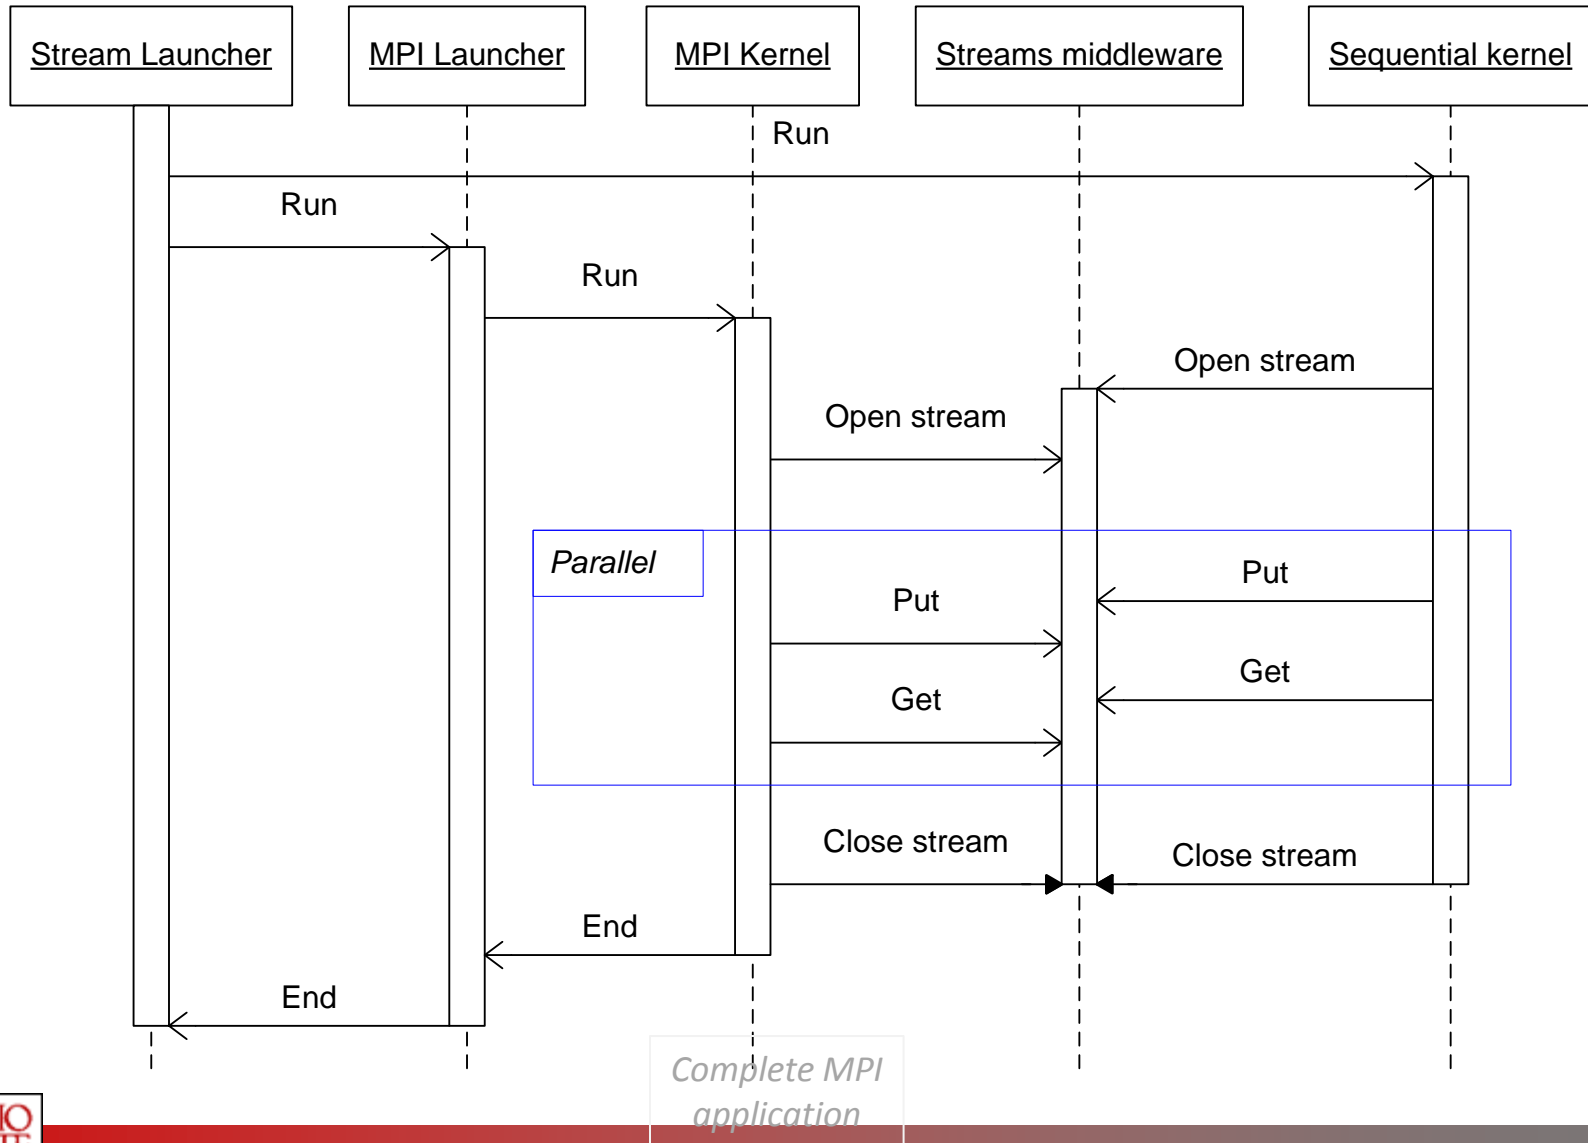 Stream Launcher
MPI Launcher
MPI Kernel
Streams middleware
Sequential kernel
Run
Run
Run
Open stream
Open stream
Parallel
Put
Put
Get
Get
Close stream
Close stream
End
End
Complete MPI
application